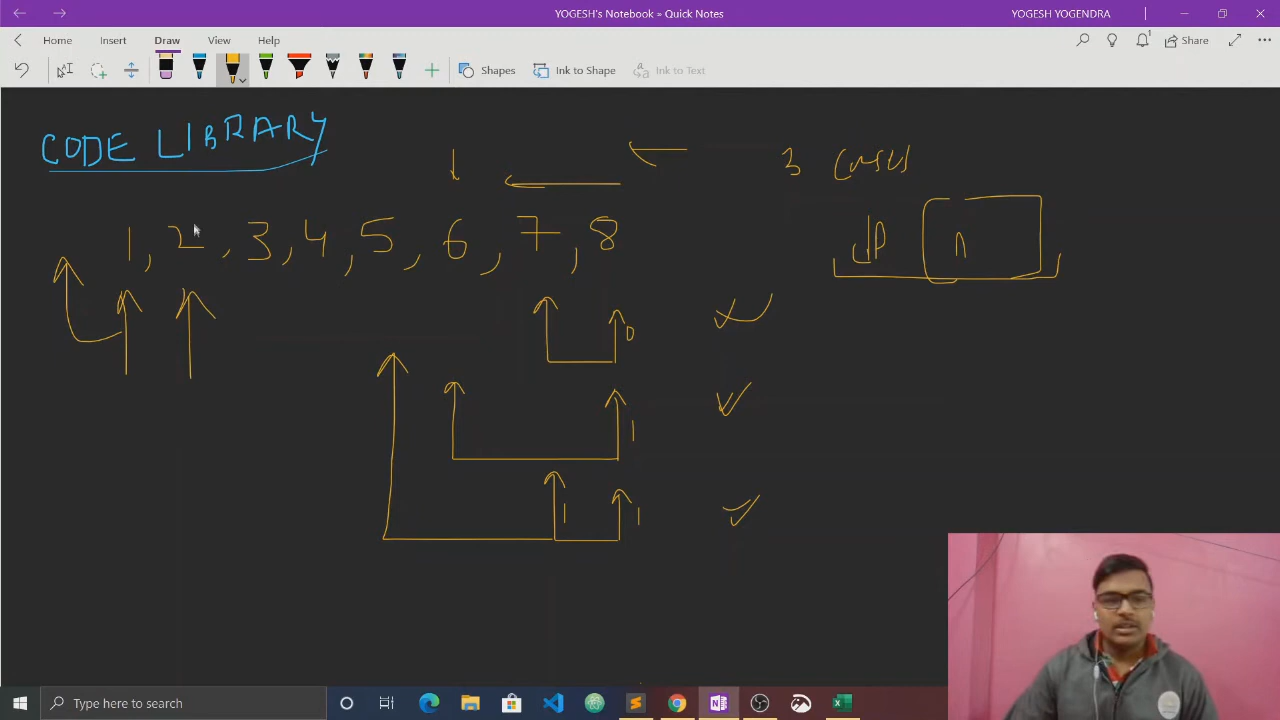 YOGESH's Notebook » Quick Notes
YOGESH YOGENDRA
Home Insert Draw View Help
Share
Shapes Ink to Shape Ink to Text
CODE LIBRARY
3 cases
1, 2, 3, 4, 5, 6, 7, 8
dp n
0
1
1 1
Type here to search